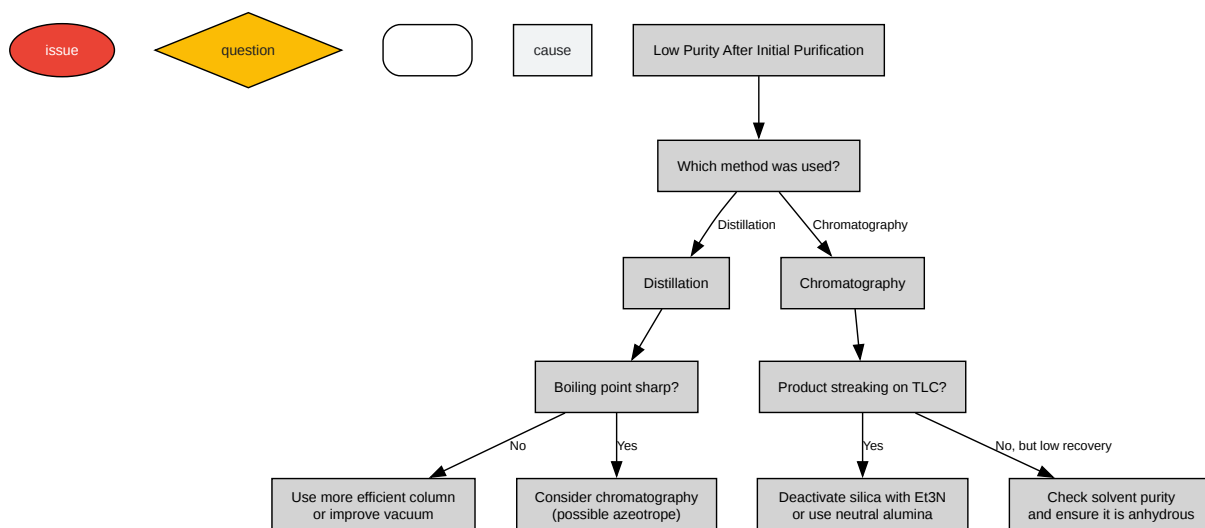 issue
question
cause
Low Purity After Initial Purification
Which method was used?
Distillation
Chromatography
Distillation
Chromatography
Boiling point sharp?
Product streaking on TLC?
No
Yes
Yes
No, but low recovery
Use more efficient column
or improve vacuum
Consider chromatography
(possible azeotrope)
Deactivate silica with Et3N
or use neutral alumina
Check solvent purity
and ensure it is anhydrous